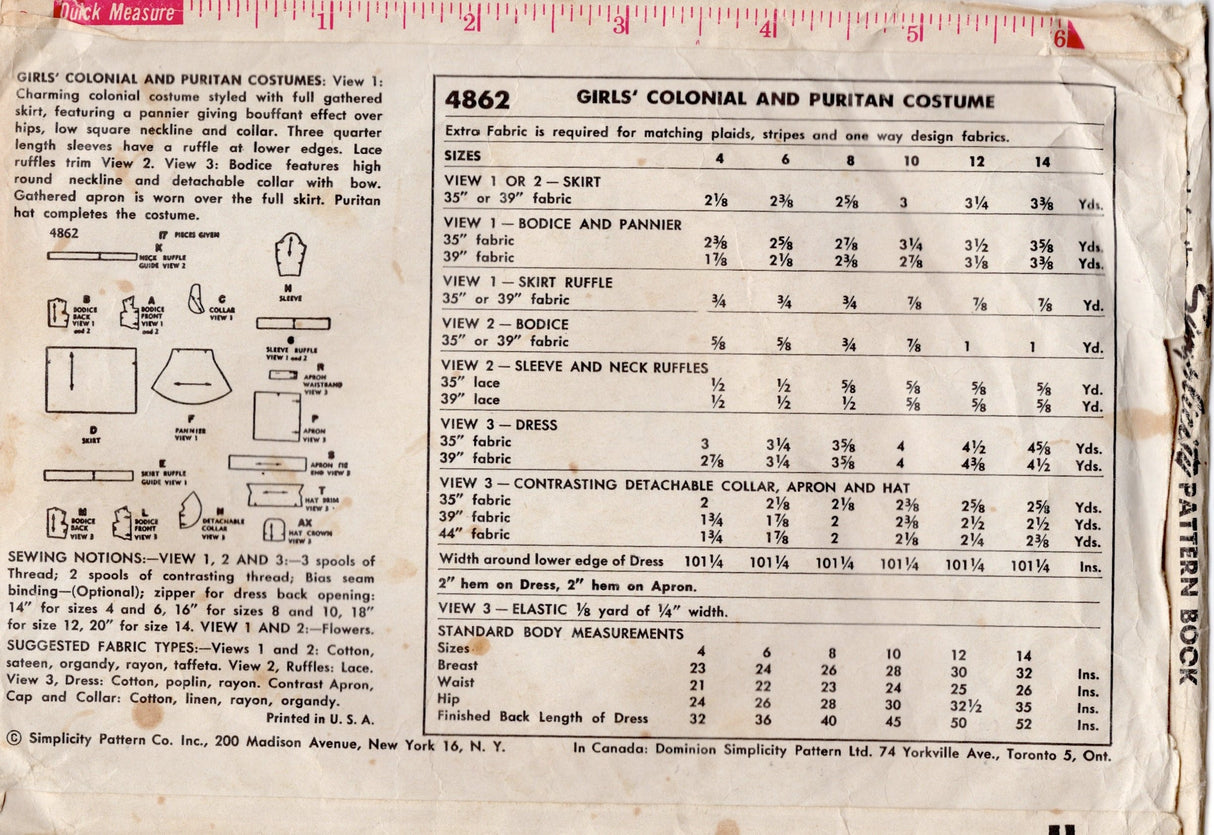 Quick Measure
1 2 3 4 5 6
GIRLS' COLONIAL AND PURITAN COSTUMES: View 1:
Charming colonial costume styled with full gathered
skirt, featuring a pannier giving bouffant effect over
hips, low square neckline and collar. Three quarter
length sleeves have a ruffle at lower edges. Lace
ruffles trim View 2. View 3: Bodice features high
round neckline and detachable collar with bow.
Gathered apron is worn over the full skirt. Puritan
hat completes the costume.
4862 17 PIECES GIVEN
K
NECK RUFFLE
GUIDE VIEW 2
H
SLEEVE
B
BODICE
BACK
VIEW 1
and 2
A
BODICE
FRONT
VIEW 1
and 2
C
COLLAR
VIEW 1
G
SLEEVE RUFFLE
VIEW 1 and 2
R
APRON
WAISTBAND
VIEW 3
D
SKIRT
F
PANNIER
VIEW 1
P
APRON
VIEW 3
E
SKIRT RUFFLE
GUIDE VIEW 1
S
APRON TIE
END VIEW 3
T
HAT BRIM
VIEW 3
M
BODICE
BACK
VIEW 3
L
BODICE
FRONT
VIEW 3
N
DETACHABLE
COLLAR
VIEW 3
AX
HAT CROWN
VIEW 3
SEWING NOTIONS:—VIEW 1, 2 AND 3:—3 spools of
Thread; 2 spools of contrasting thread; Bias seam
binding—(Optional); zipper for dress back opening:
14" for sizes 4 and 6, 16" for sizes 8 and 10, 18"
for size 12, 20" for size 14. VIEW 1 AND 2:—Flowers.
SUGGESTED FABRIC TYPES:—Views 1 and 2: Cotton,
sateen, organdy, rayon, taffeta. View 2, Ruffles: Lace.
View 3, Dress: Cotton, poplin, rayon. Contrast Apron,
Cap and Collar: Cotton, linen, rayon, organdy.
Printed in U. S. A.
4862 GIRLS' COLONIAL AND PURITAN COSTUME
Extra Fabric is required for matching plaids, stripes and one way design fabrics.
SIZES 4 6 8 10 12 14
VIEW 1 OR 2 — SKIRT
35" or 39" fabric 2⅛ 2⅜ 2⅝ 3 3¼ 3⅜ Yds.
VIEW 1 — BODICE AND PANNIER
35" fabric 2⅜ 2⅝ 2⅞ 3¼ 3½ 3⅝ Yds.
39" fabric 1⅞ 2⅛ 2⅜ 2⅞ 3⅛ 3⅜ Yds.
VIEW 1 — SKIRT RUFFLE
35" or 39" fabric ¾ ¾ ¾ ⅞ ⅞ ⅞ Yd.
VIEW 2 — BODICE
35" or 39" fabric ⅝ ⅝ ¾ ⅞ 1 1 Yd.
VIEW 2 — SLEEVE AND NECK RUFFLES
35" lace ½ ½ ⅝ ⅝ ⅝ ⅝ Yd.
39" lace ½ ½ ½ ⅝ ⅝ ⅝ Yd.
VIEW 3 — DRESS
35" fabric 3 3¼ 3⅝ 4 4½ 4⅝ Yds.
39" fabric 2⅞ 3¼ 3⅝ 4 4⅜ 4½ Yds.
VIEW 3 — CONTRASTING DETACHABLE COLLAR, APRON AND HAT
35" fabric 2 2⅛ 2⅛ 2⅜ 2⅝ 2⅝ Yds.
39" fabric 1¾ 1⅞ 2 2⅜ 2½ 2½ Yds.
44" fabric 1¾ 1⅞ 2 2⅛ 2¼ 2⅜ Yds.
Width around lower edge of Dress 101¼ 101¼ 101¼ 101¼ 101¼ 101¼ Ins.
2" hem on Dress, 2" hem on Apron.
VIEW 3 — ELASTIC ⅛ yard of ¼" width.
STANDARD BODY MEASUREMENTS
Sizes 4 6 8 10 12 14
Breast 23 24 26 28 30 32 Ins.
Waist 21 22 23 24 25 26 Ins.
Hip 24 26 28 30 32½ 35 Ins.
Finished Back Length of Dress 32 36 40 45 50 52 Ins.
© Simplicity Pattern Co. Inc., 200 Madison Avenue, New York 16, N. Y. In Canada: Dominion Simplicity Pattern Ltd. 74 Yorkville Ave., Toronto 5, Ont.
PATTERN BOOK